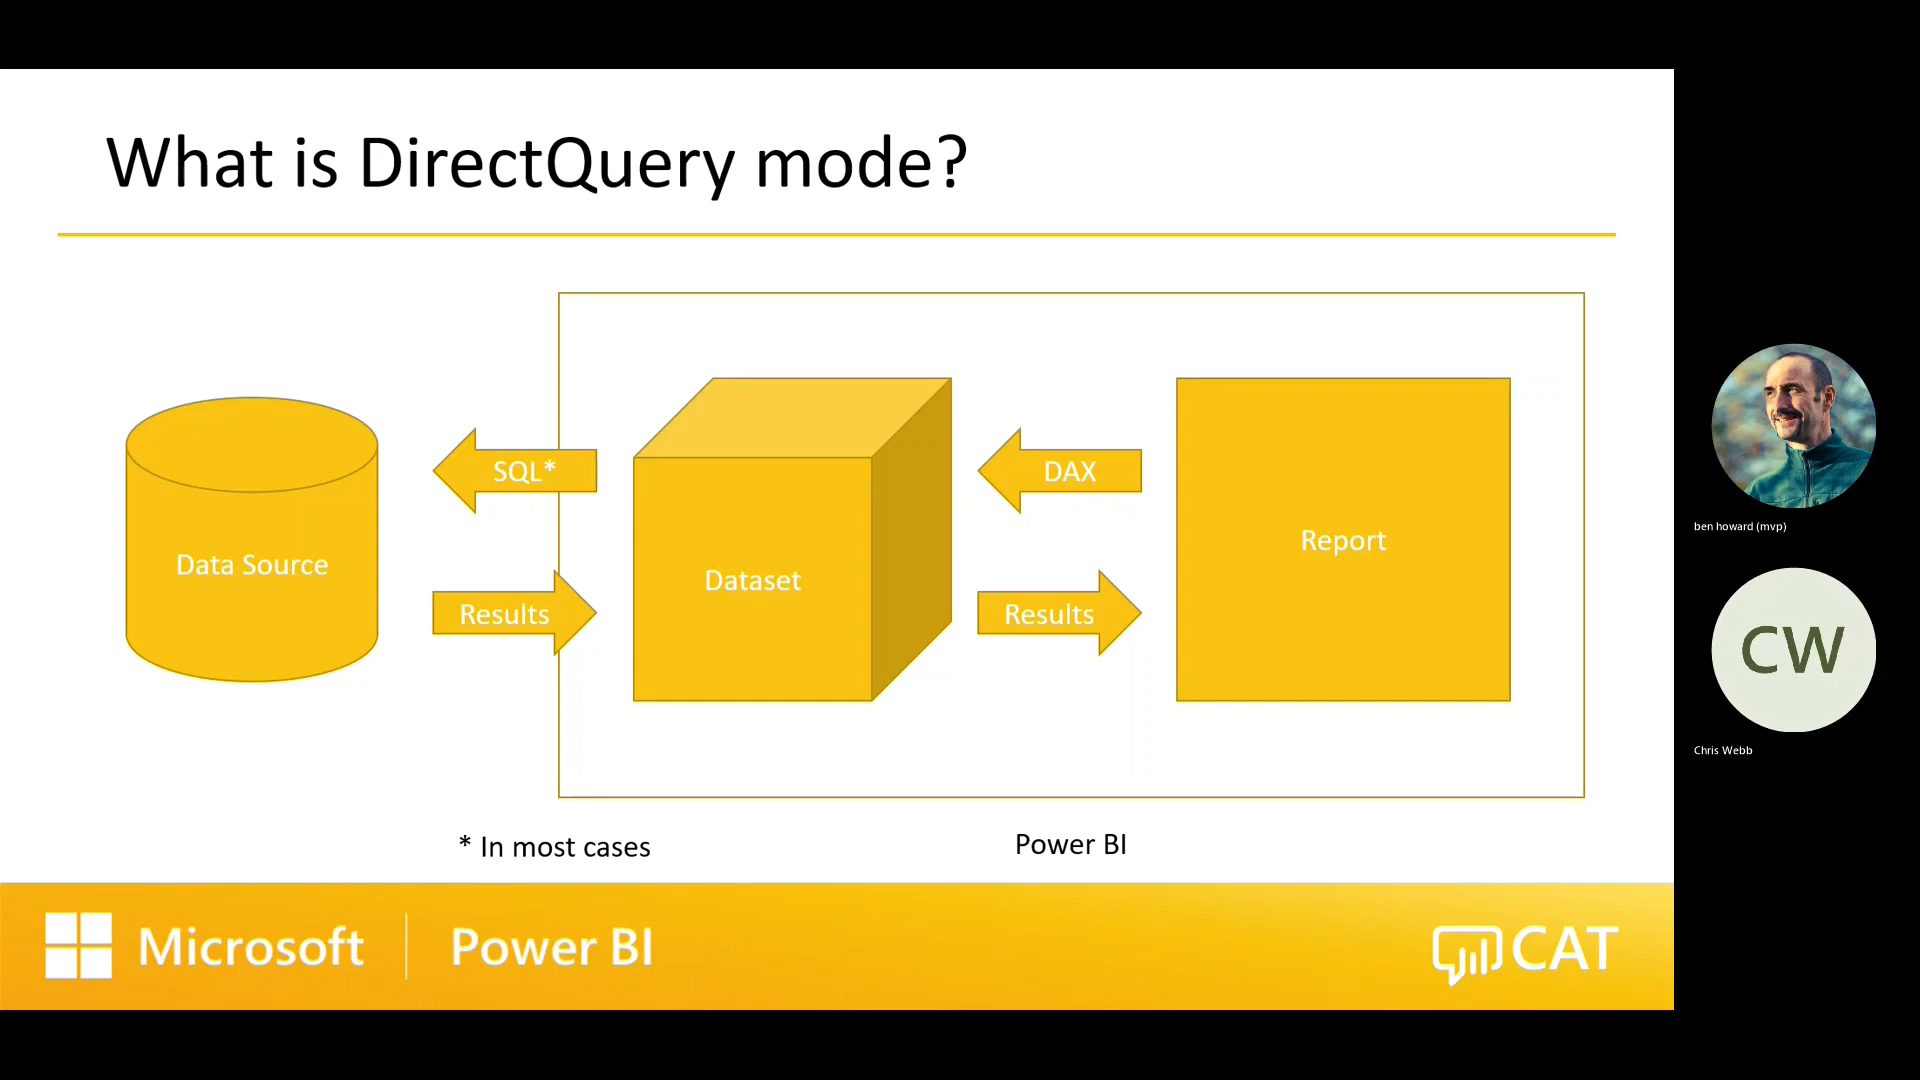 What is DirectQuery mode?
SQL*
DAX
Data Source
Dataset
Report
Results
Results
* In most cases
Power BI
Microsoft
Power BI
CAT
ben howard (mvp)
CW
Chris Webb